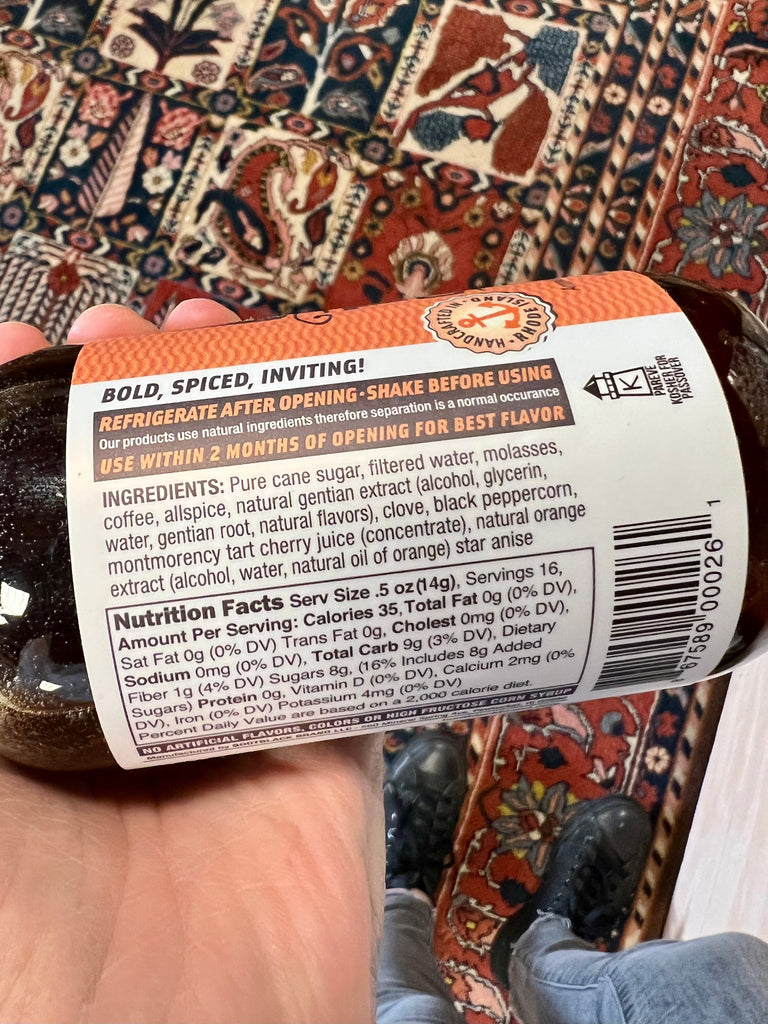 HANDCRAFTED IN RHODE ISLAND
BOLD, SPICED, INVITING!
REFRIGERATE AFTER OPENING • SHAKE BEFORE USING
Our products use natural ingredients therefore separation is a normal occurance
USE WITHIN 2 MONTHS OF OPENING FOR BEST FLAVOR
INGREDIENTS: Pure cane sugar, filtered water, molasses,
coffee, allspice, natural gentian extract (alcohol, glycerin,
water, gentian root, natural flavors), clove, black peppercorn,
montmorency tart cherry juice (concentrate), natural orange
extract (alcohol, water, natural oil of orange) star anise
Nutrition Facts Serv Size .5 oz(14g), Servings 16,
Amount Per Serving: Calories 35, Total Fat 0g (0% DV),
Sat Fat 0g (0% DV) Trans Fat 0g, Cholest 0mg (0% DV),
Sodium 0mg (0% DV), Total Carb 9g (3% DV), Dietary
Fiber 1g (4% DV) Sugars 8g, (16% Includes 8g Added
Sugars) Protein 0g, Vitamin D (0% DV), Calcium 2mg (0%
DV), Iron (0% DV) Potassium 4mg (0% DV)
Percent Daily Value are based on a 2,000 calorie diet.
NO ARTIFICIAL FLAVORS, COLORS OR HIGH FRUCTOSE CORN SYRUP
Manufactured by BOOTBLACK BRAND LLC
K
PAREVE
KOSHER FOR
PASSOVER
67589 00026 1